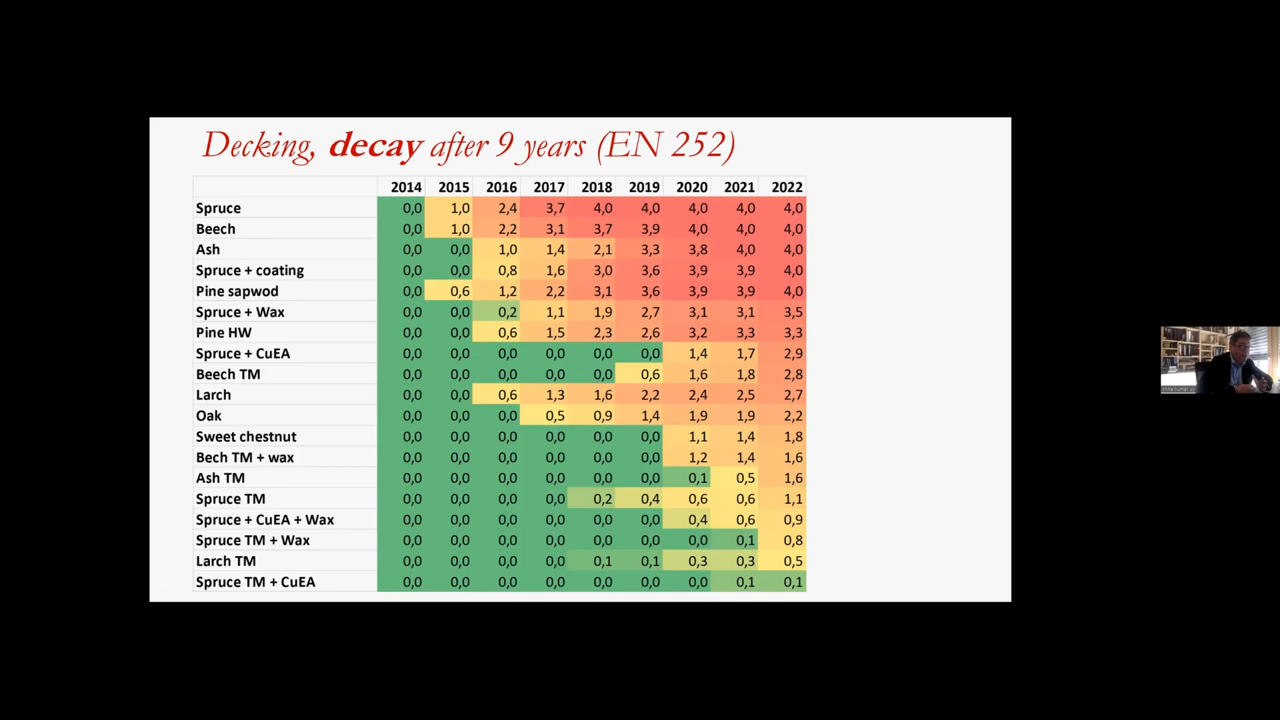 Decking, decay after 9 years (EN 252)
2014 2015 2016 2017 2018 2019 2020 2021 2022
Spruce 0,0 1,0 2,4 3,7 4,0 4,0 4,0 4,0 4,0
Beech 0,0 1,0 2,2 3,1 3,7 3,9 4,0 4,0 4,0
Ash 0,0 0,0 1,0 1,4 2,1 3,3 3,8 4,0 4,0
Spruce + coating 0,0 0,0 0,8 1,6 3,0 3,6 3,9 3,9 4,0
Pine sapwod 0,0 0,6 1,2 2,2 3,1 3,6 3,9 3,9 4,0
Spruce + Wax 0,0 0,0 0,2 1,1 1,9 2,7 3,1 3,1 3,5
Pine HW 0,0 0,0 0,6 1,5 2,3 2,6 3,2 3,3 3,3
Spruce + CuEA 0,0 0,0 0,0 0,0 0,0 0,0 1,4 1,7 2,9
Beech TM 0,0 0,0 0,0 0,0 0,0 0,6 1,6 1,8 2,8
Larch 0,0 0,0 0,6 1,3 1,6 2,2 2,4 2,5 2,7
Oak 0,0 0,0 0,0 0,5 0,9 1,4 1,9 1,9 2,2
Sweet chestnut 0,0 0,0 0,0 0,0 0,0 0,0 1,1 1,4 1,8
Bech TM + wax 0,0 0,0 0,0 0,0 0,0 0,0 1,2 1,4 1,6
Ash TM 0,0 0,0 0,0 0,0 0,0 0,0 0,1 0,5 1,6
Spruce TM 0,0 0,0 0,0 0,0 0,2 0,4 0,6 0,6 1,1
Spruce + CuEA + Wax 0,0 0,0 0,0 0,0 0,0 0,0 0,4 0,6 0,9
Spruce TM + Wax 0,0 0,0 0,0 0,0 0,0 0,0 0,0 0,1 0,8
Larch TM 0,0 0,0 0,0 0,0 0,1 0,1 0,3 0,3 0,5
Spruce TM + CuEA 0,0 0,0 0,0 0,0 0,0 0,0 0,0 0,1 0,1